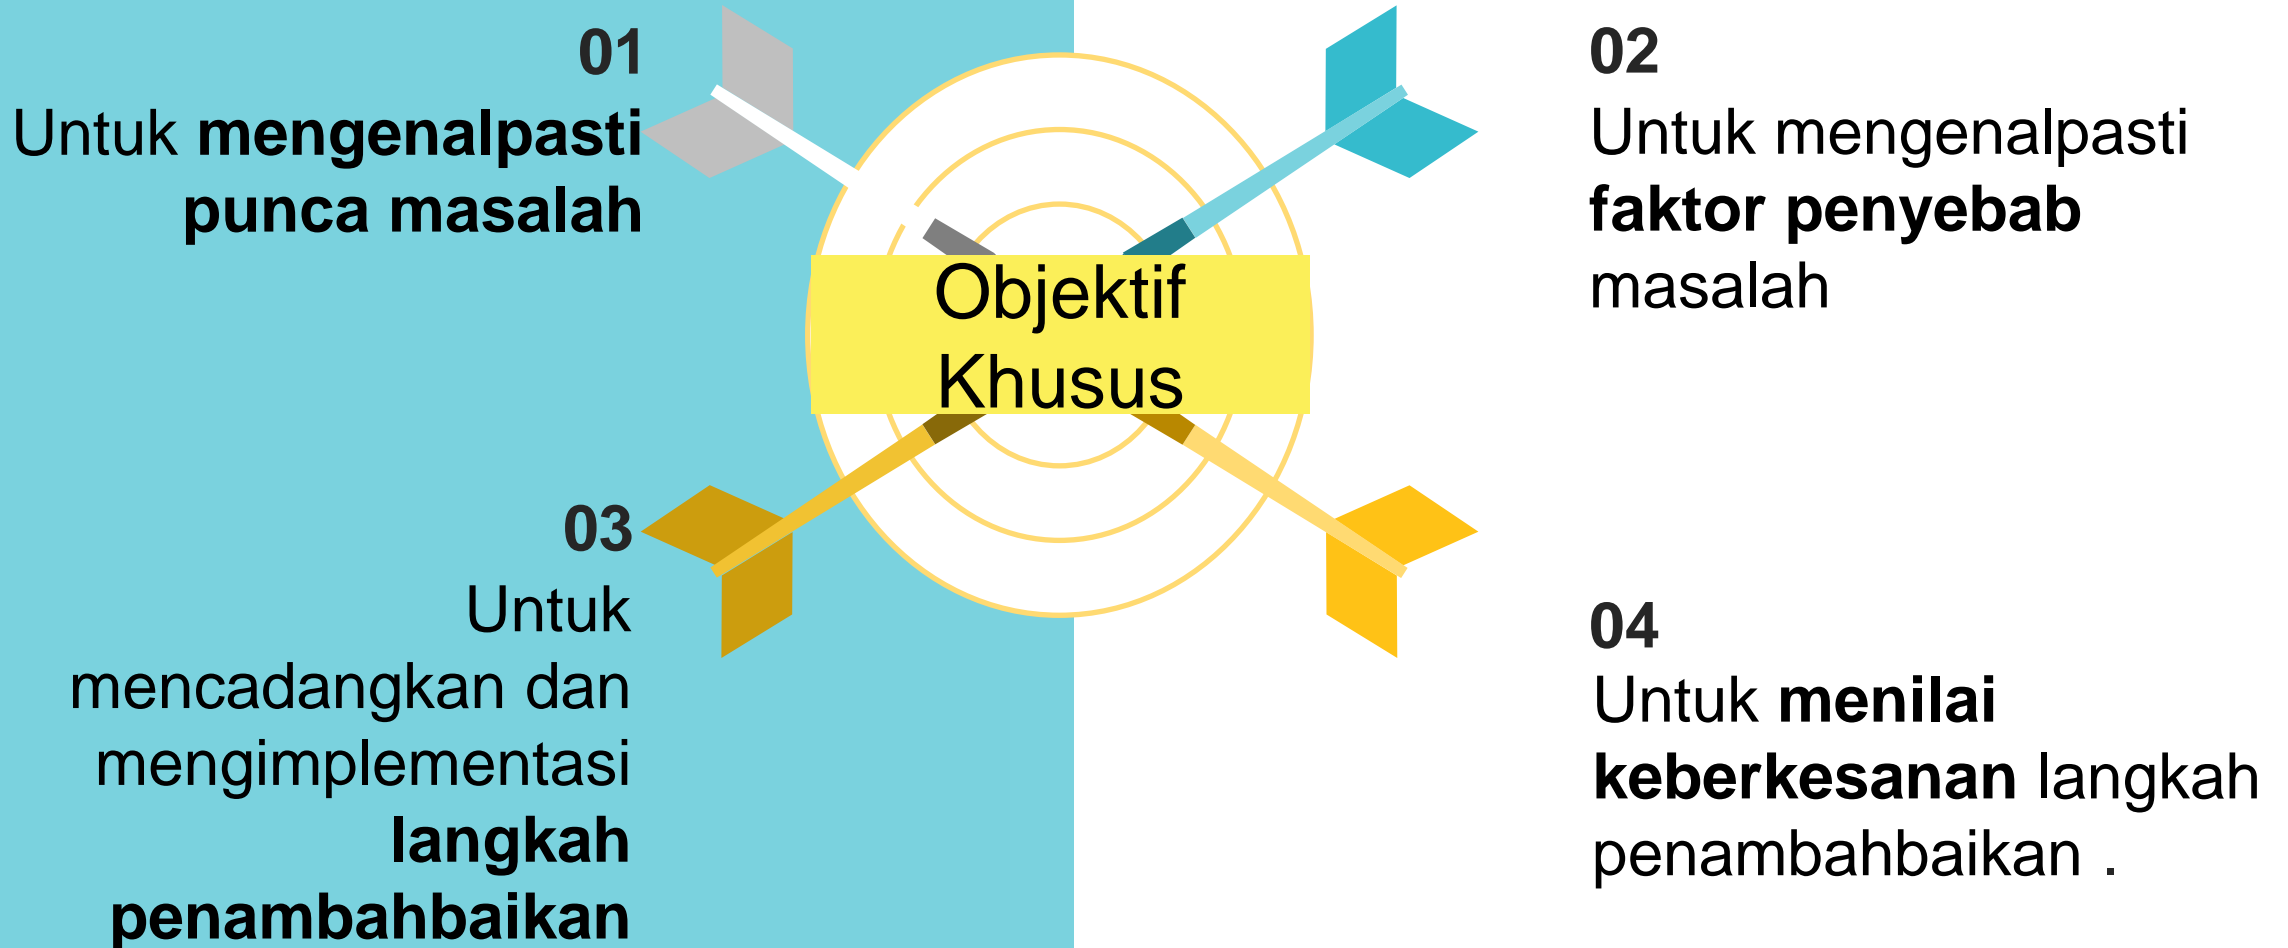 01
Untuk mengenalpasti
punca masalah
02
Untuk mengenalpasti
faktor penyebab
masalah
Objektif
Khusus
03
Untuk
mencadangkan dan
mengimplementasi
langkah
penambahbaikan
04
Untuk menilai
keberkesanan langkah
penambahbaikan .